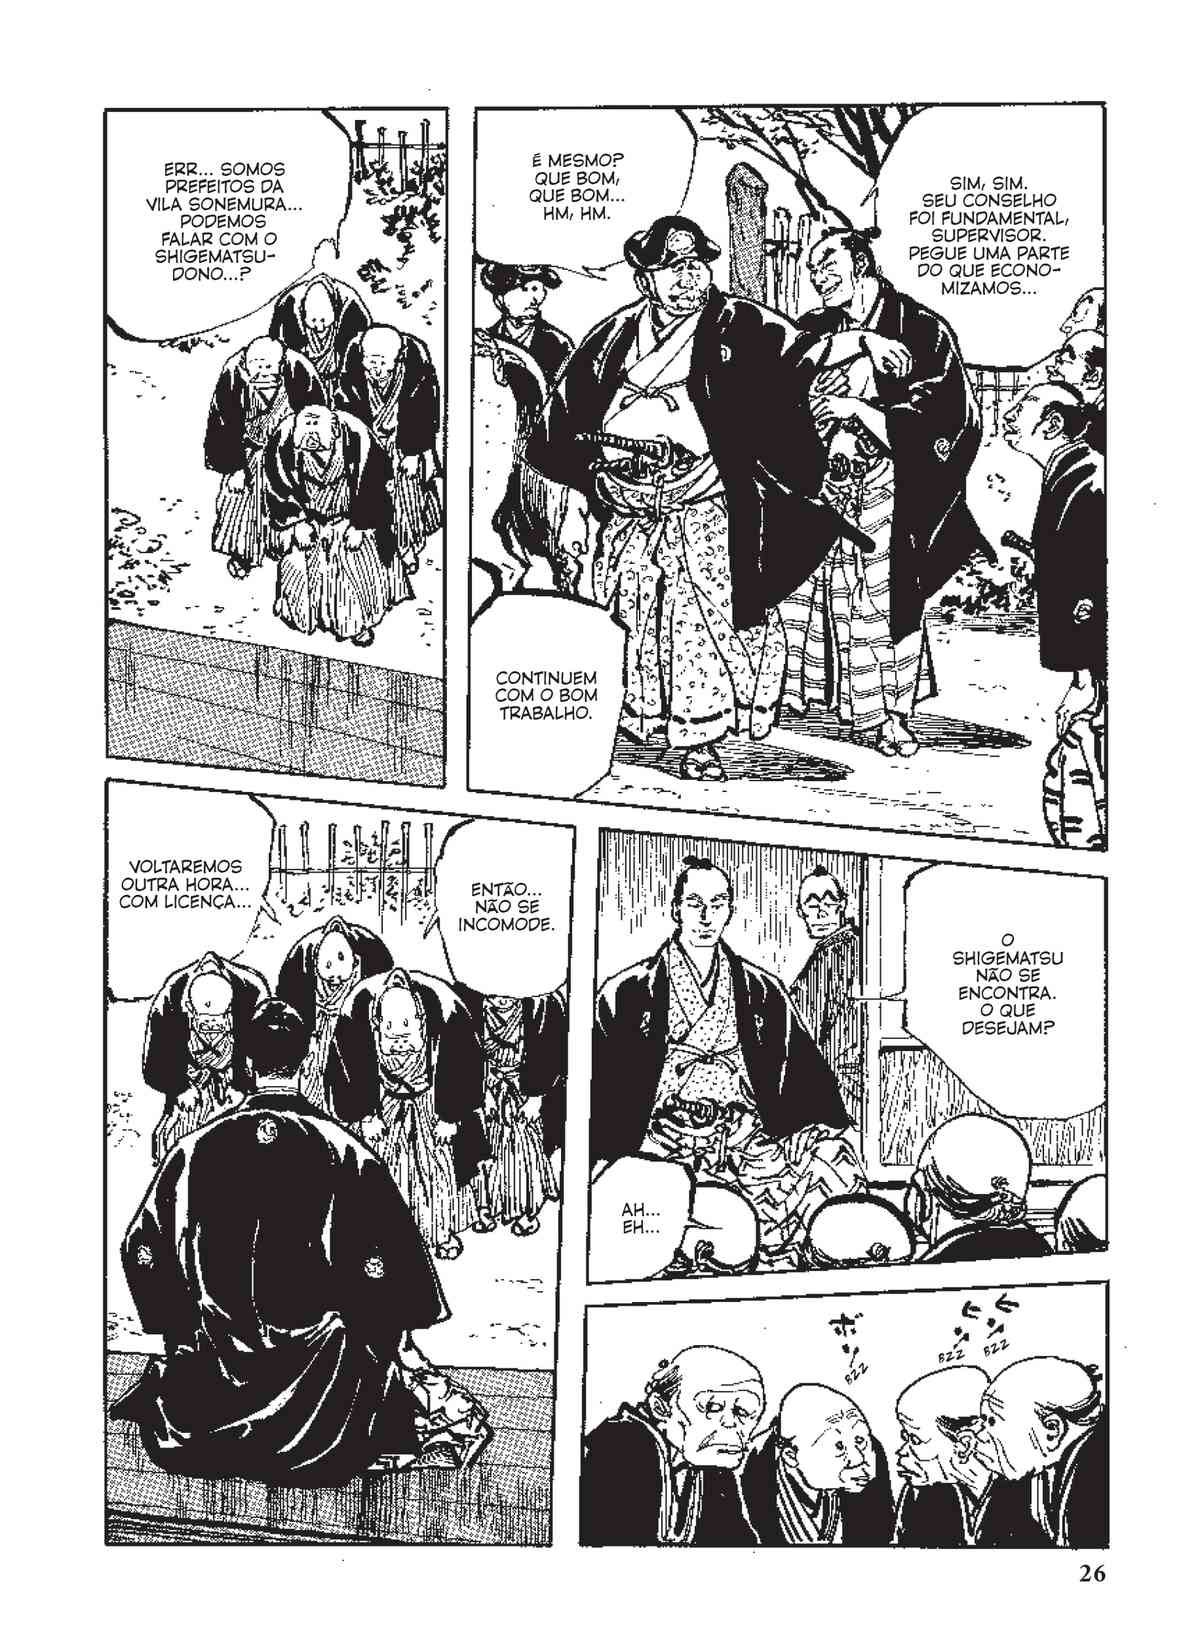 SIM, SIM.
SEU CONSELHO
FOI FUNDAMENTAL,
SUPERVISOR.
PEGUE UMA PARTE
DO QUE ECONO-
MIZAMOS...
É MESMO?
QUE BOM,
QUE BOM...
HM, HM.
CONTINUEM
COM O BOM
TRABALHO.
ERR... SOMOS
PREFEITOS DA
VILA SONEMURA...
PODEMOS
FALAR COM O
SHIGEMATSU-
DONO...?
O
SHIGEMATSU
NÃO SE
ENCONTRA.
O QUE
DESEJAM?
AH...
EH...
BZZ
BZZ
BZZ
ENTÃO...
NÃO SE
INCOMODE.
VOLTAREMOS
OUTRA HORA...
COM LICENÇA...
26